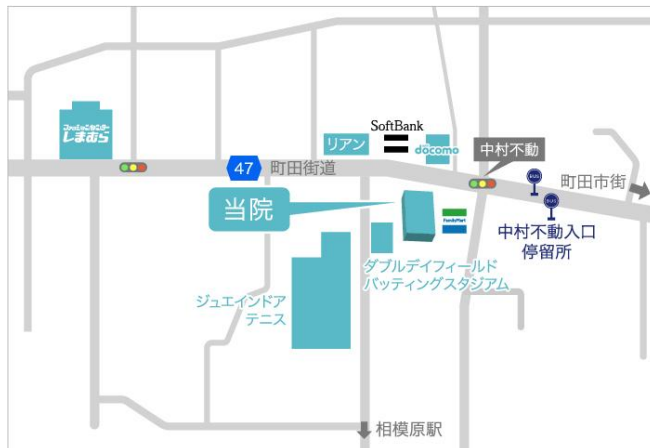 ファッションセンター
しまむら
SoftBank
リアン
döcomo
中村不動
47
町田街道
BUS
町田市街
BUS
当院
FamilyMart
中村不動入口
停留所
ダブルデイフィールド
バッティングスタジアム
ジュエインドア
テニス
相模原駅